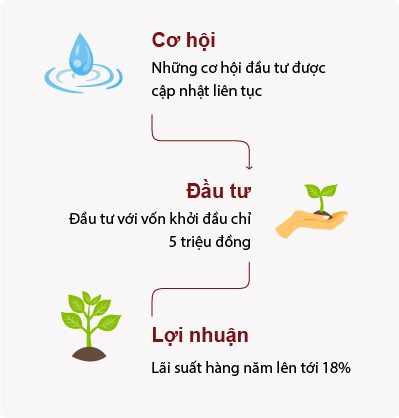 Cơ hội
Những cơ hội đầu tư được
cập nhật liên tục
Đầu tư
Đầu tư với vốn khởi đầu chỉ
5 triệu đồng
Lợi nhuận
Lãi suất hàng năm lên tới 18%